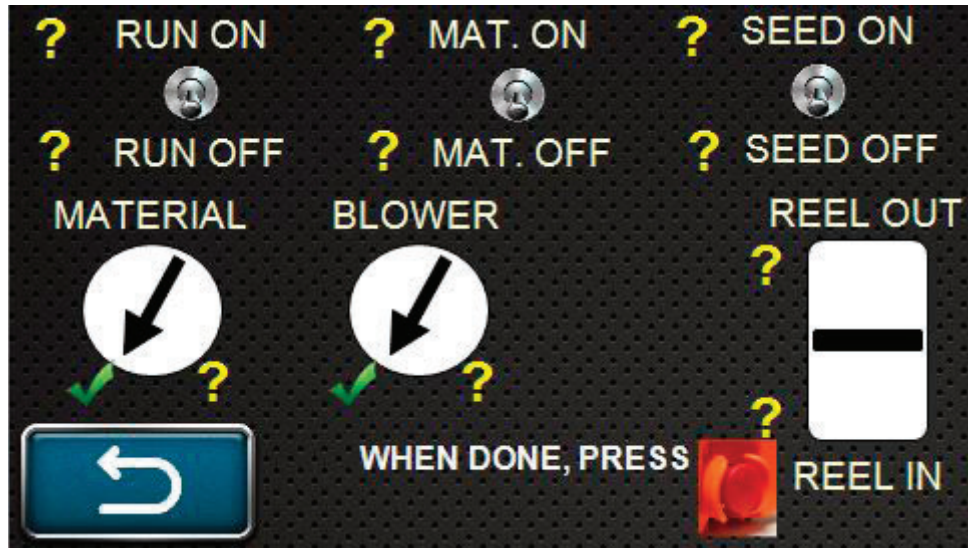 ? RUN ON ? MAT. ON ? SEED ON
? RUN OFF ? MAT. OFF ? SEED OFF
MATERIAL BLOWER REEL OUT
?
? ?
?
WHEN DONE, PRESS
REEL IN